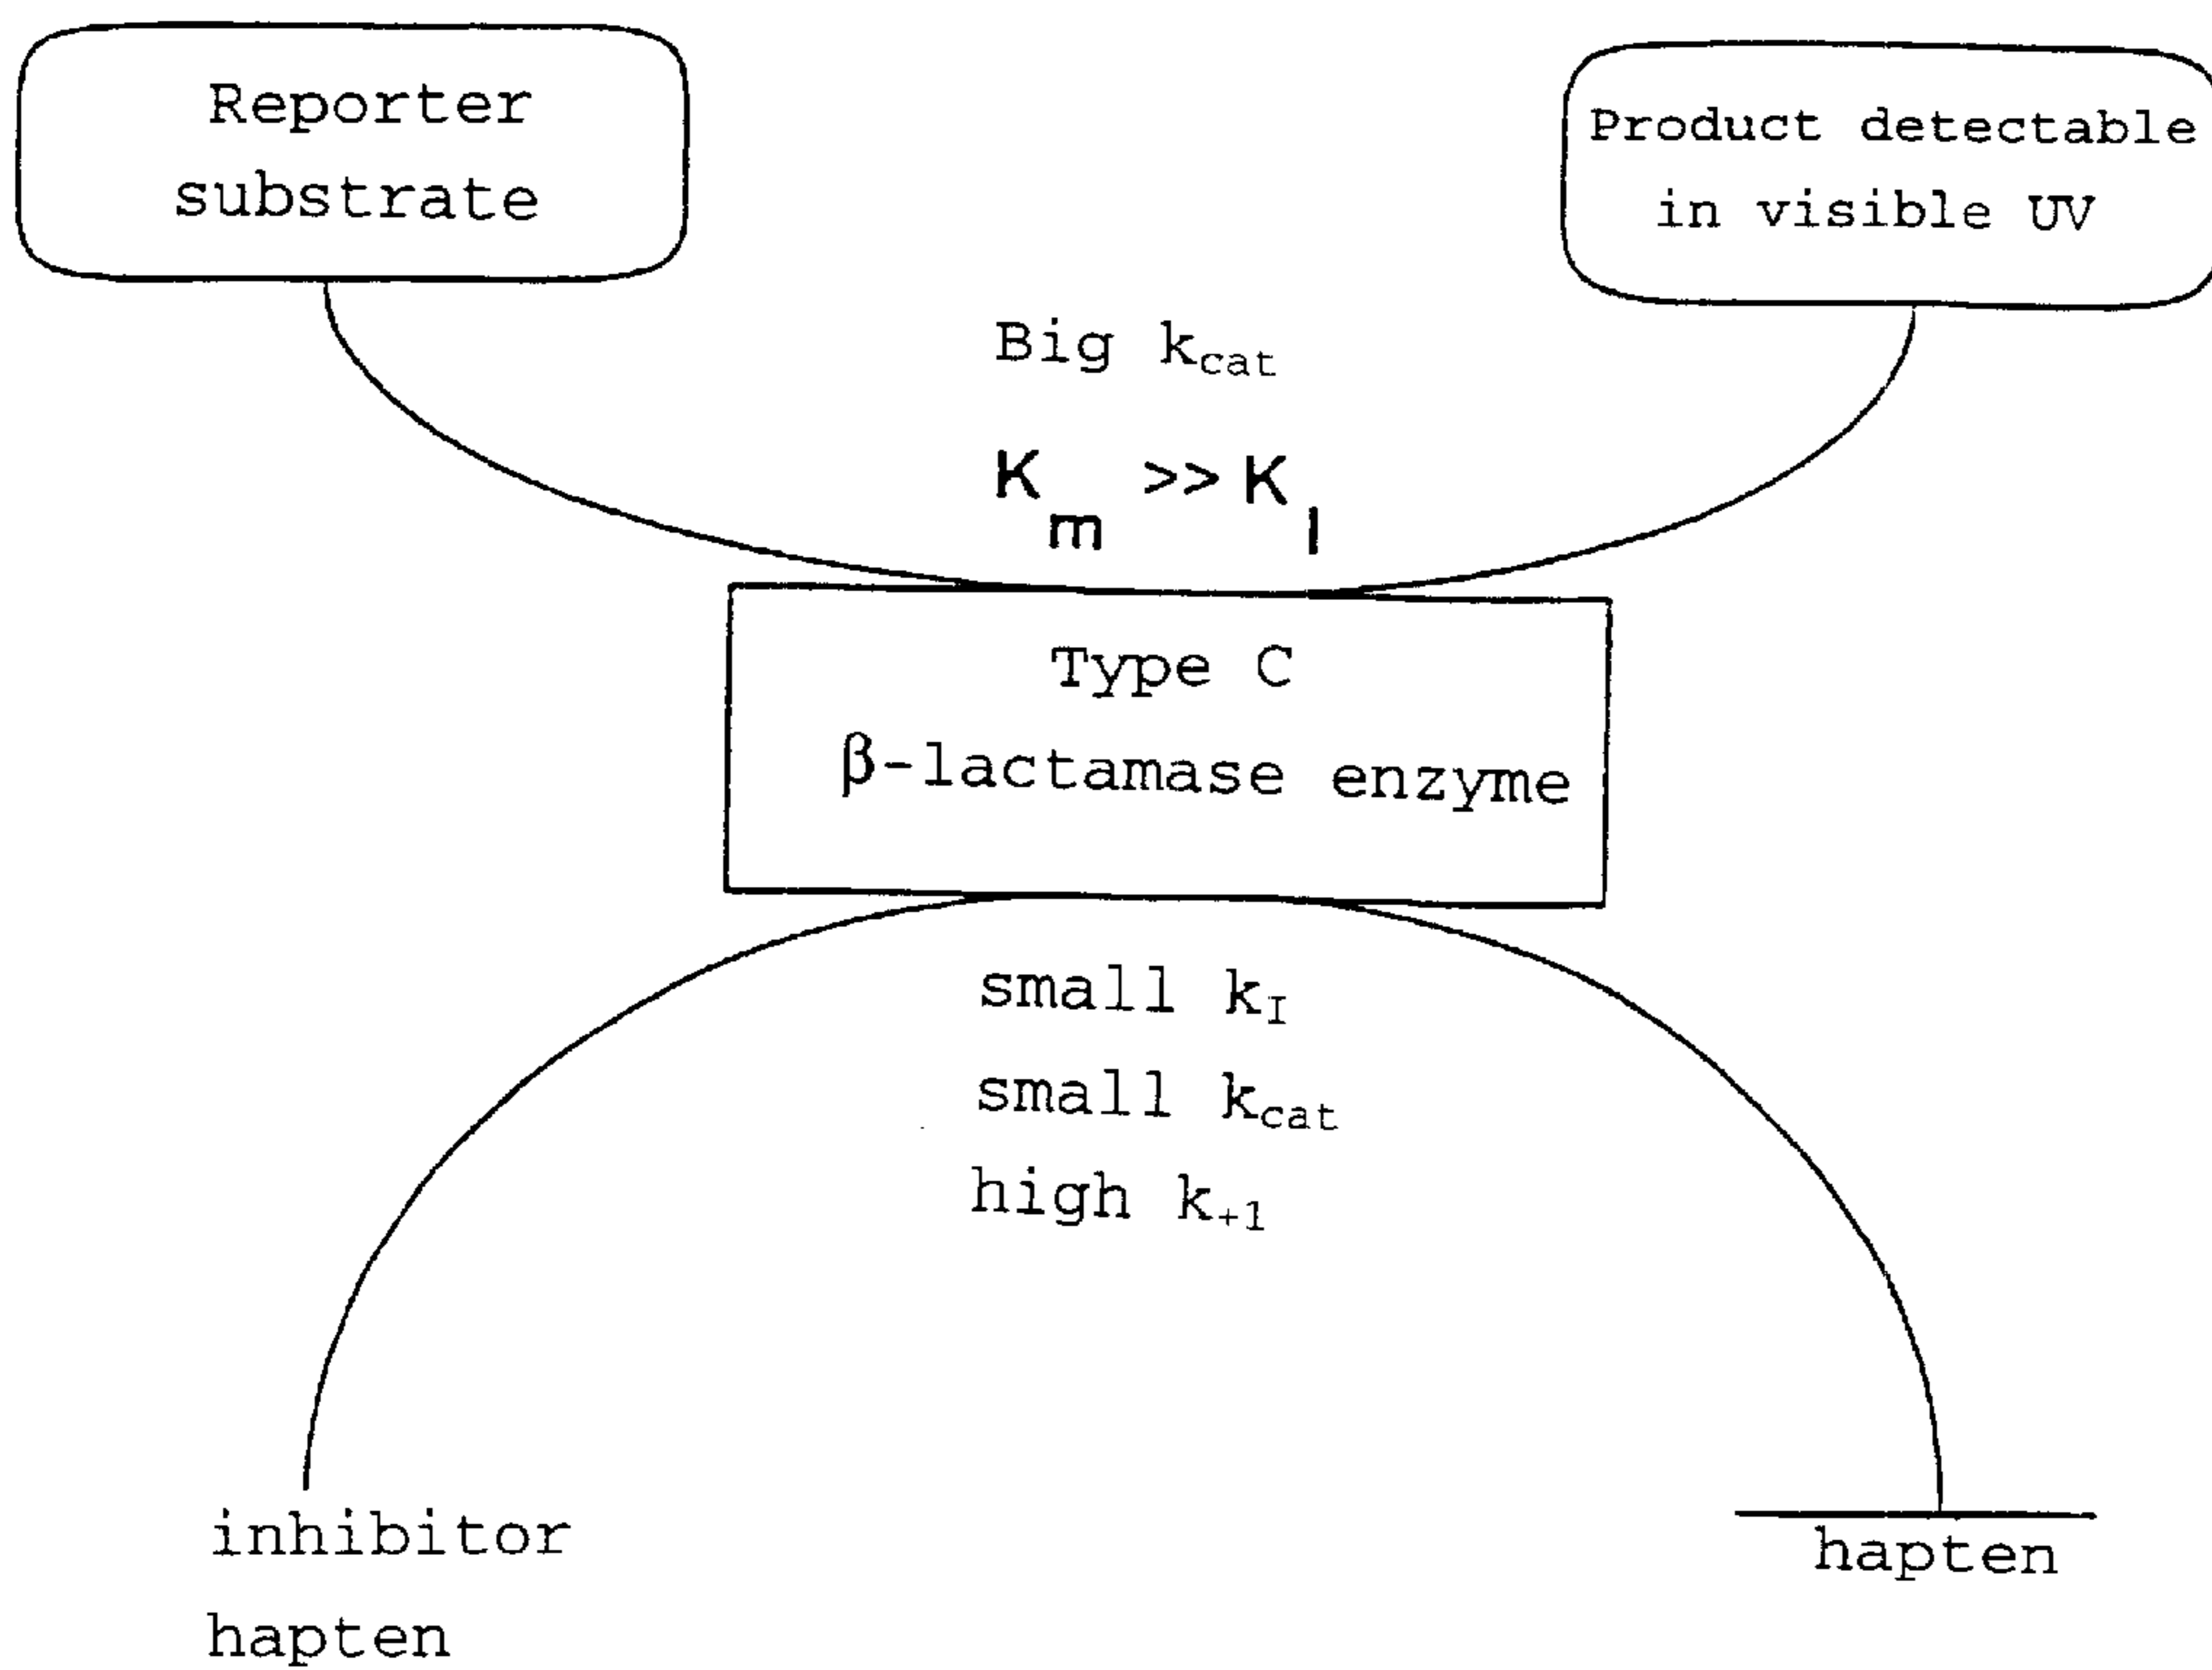 Reporter
substrate
Product detectable
in visible UV
Big kcat
Km >> KI
Type C
β-lactamase enzyme
small kI
small kcat
high k+1
inhibitor
hapten
hapten